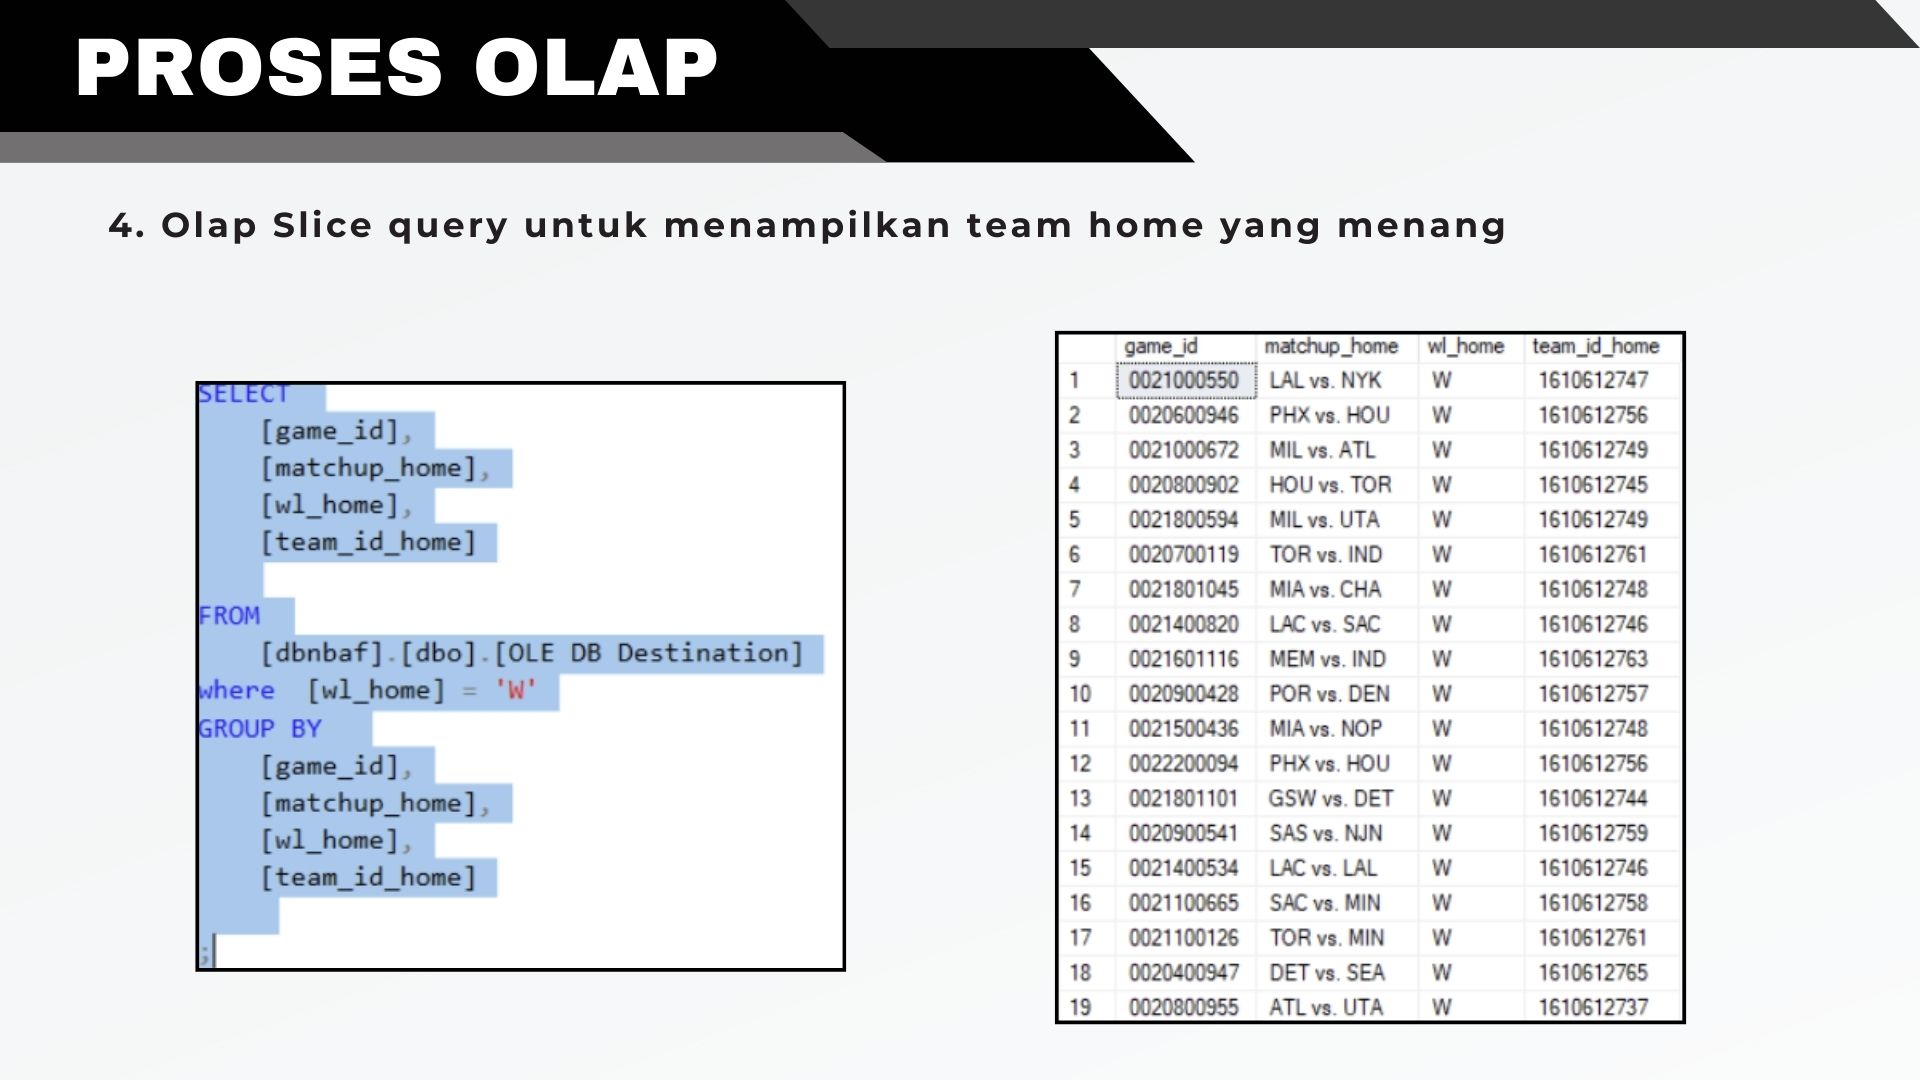 PROSES OLAP
4. Olap Slice query untuk menampilkan team home yang menang
SELECT
[game_id],
[matchup_home],
[wl_home],
[team_id_home]
FROM
[dbnbaf].[dbo].[OLE DB Destination]
where [wl_home] = 'W'
GROUP BY
[game_id],
[matchup_home],
[wl_home],
[team_id_home]
;
game_id matchup_home wl_home team_id_home
1 0021000550 LAL vs. NYK W 1610612747
2 0020600946 PHX vs. HOU W 1610612756
3 0021000672 MIL vs. ATL W 1610612749
4 0020800902 HOU vs. TOR W 1610612745
5 0021800594 MIL vs. UTA W 1610612749
6 0020700119 TOR vs. IND W 1610612761
7 0021801045 MIA vs. CHA W 1610612748
8 0021400820 LAC vs. SAC W 1610612746
9 0021601116 MEM vs. IND W 1610612763
10 0020900428 POR vs. DEN W 1610612757
11 0021500436 MIA vs. NOP W 1610612748
12 0022200094 PHX vs. HOU W 1610612756
13 0021801101 GSW vs. DET W 1610612744
14 0020900541 SAS vs. NJN W 1610612759
15 0021400534 LAC vs. LAL W 1610612746
16 0021100665 SAC vs. MIN W 1610612758
17 0021100126 TOR vs. MIN W 1610612761
18 0020400947 DET vs. SEA W 1610612765
19 0020800955 ATL vs. UTA W 1610612737